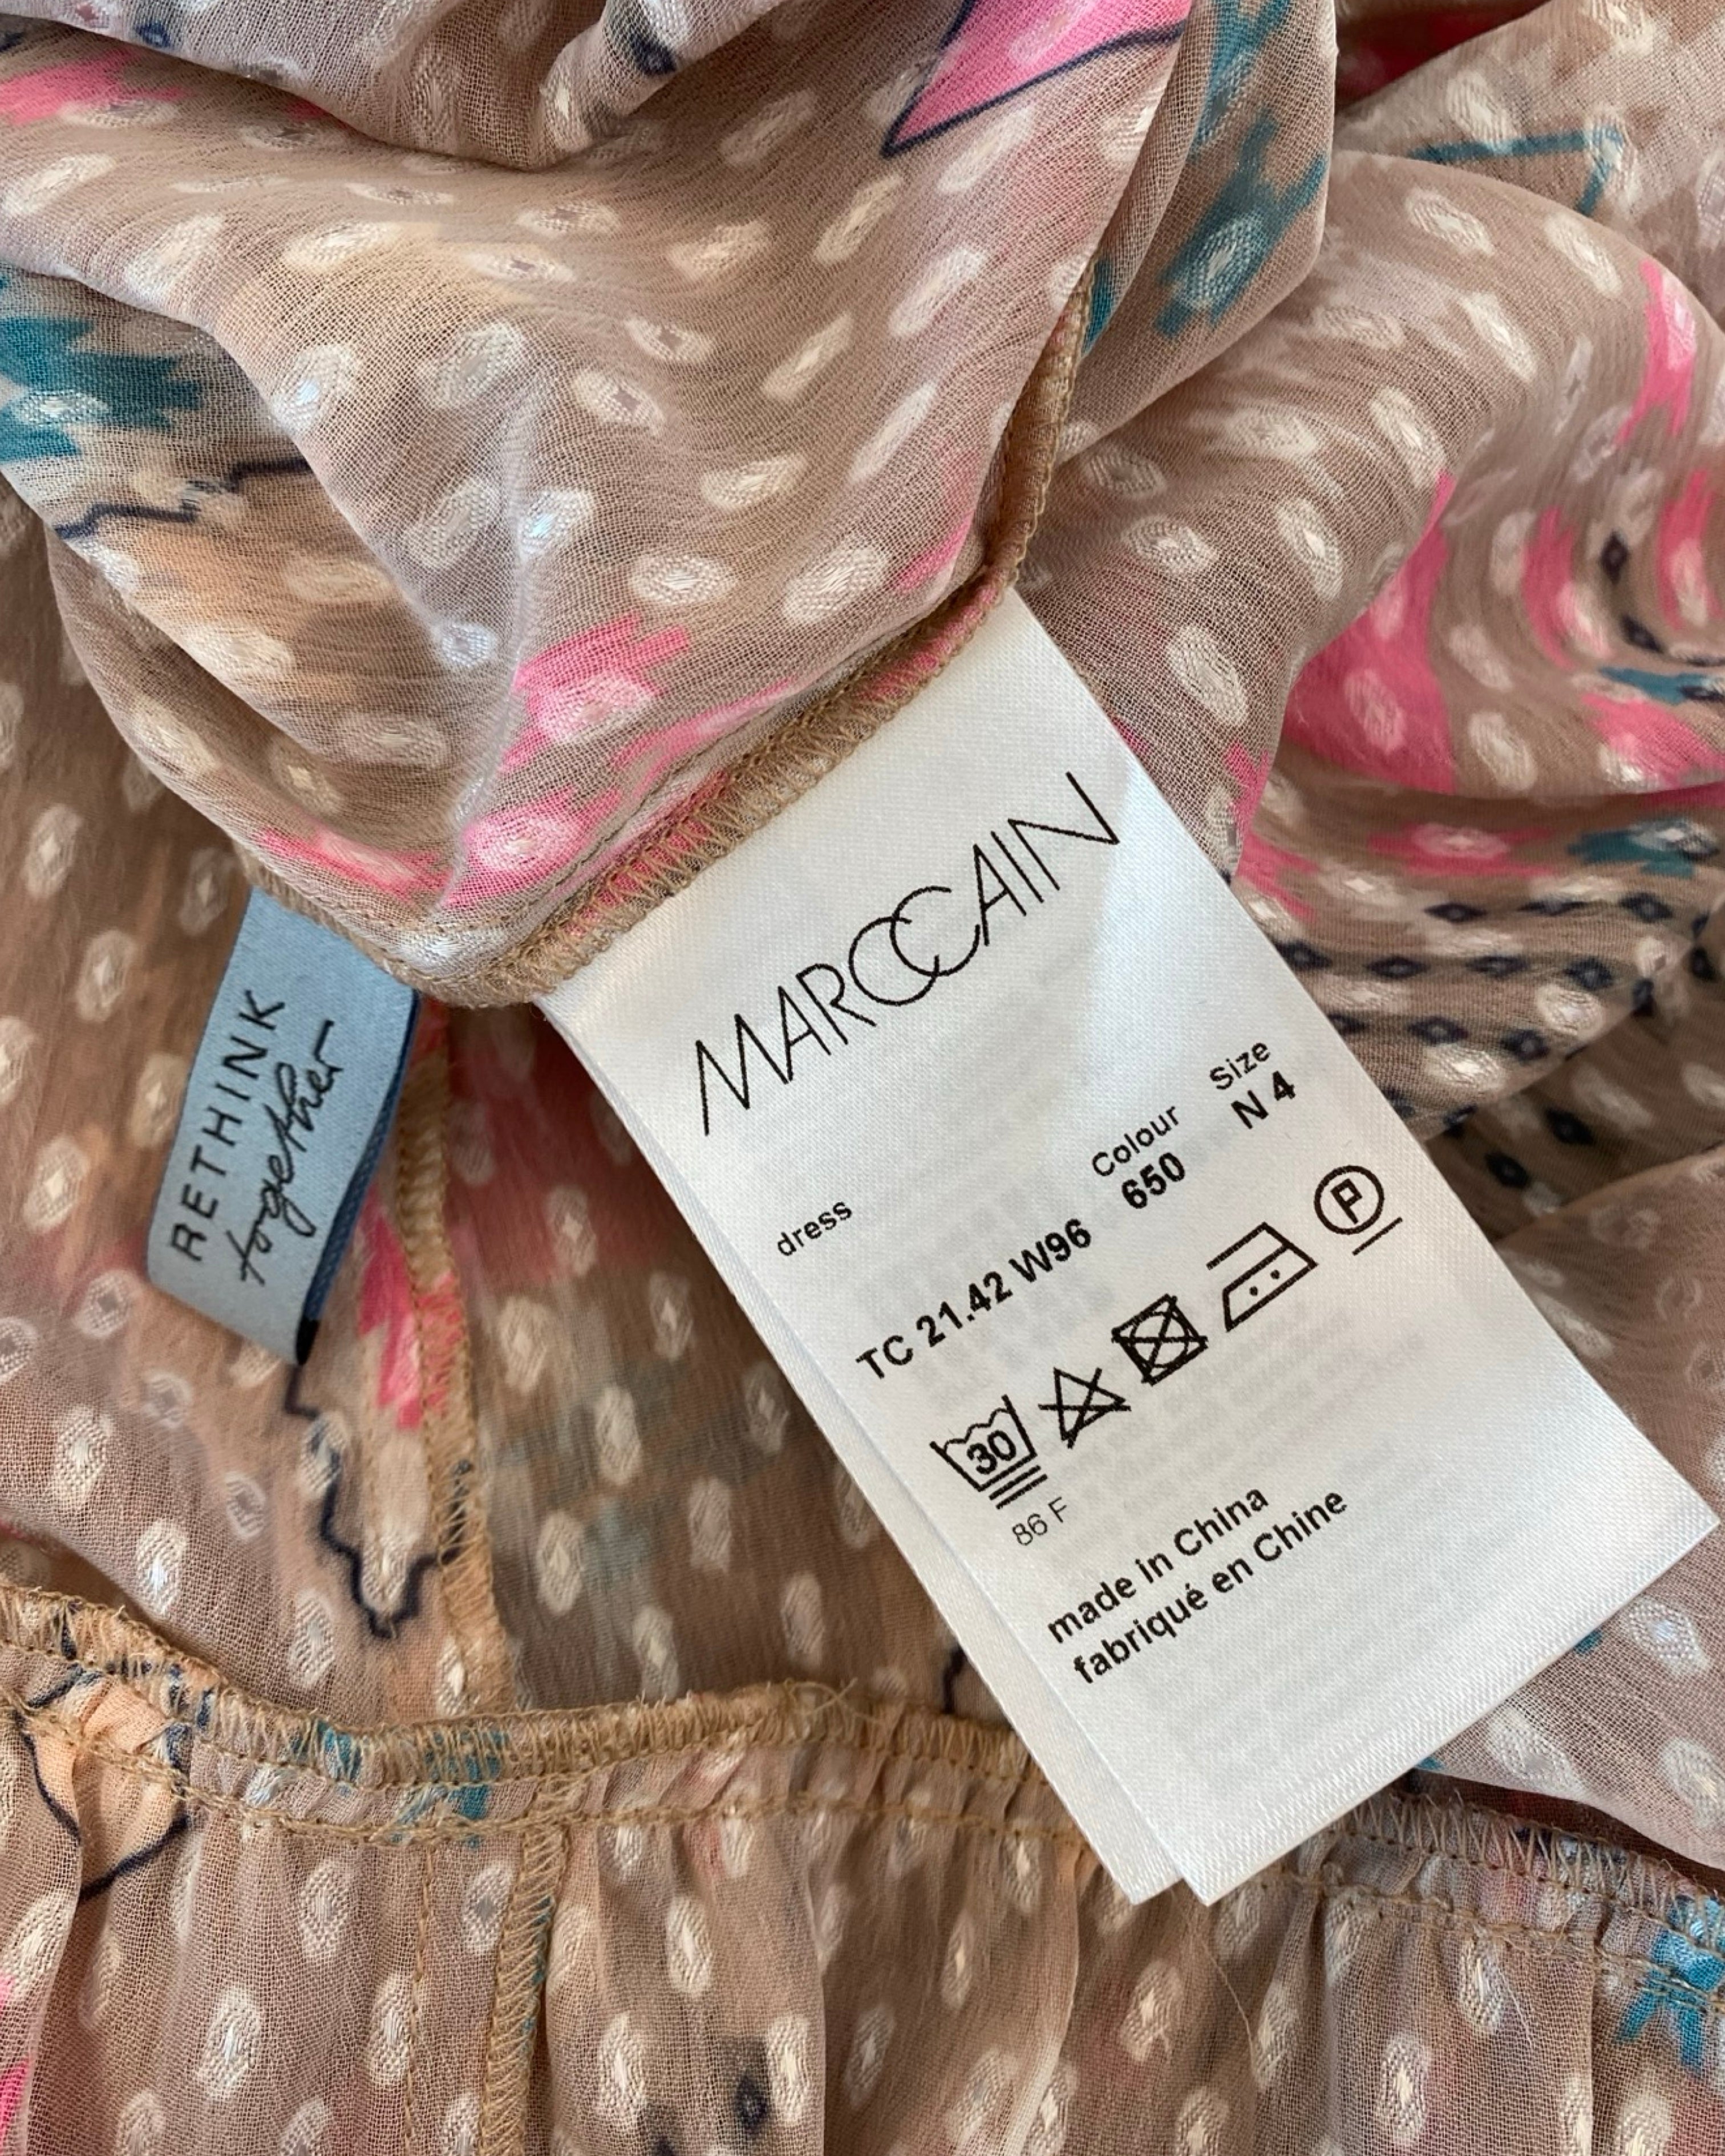 RETHINK
together
MARCCAIN
dress
Colour
Size
TC 21.42 W96
650
N 4
30
P
86 F
made in China
fabriqué en Chine